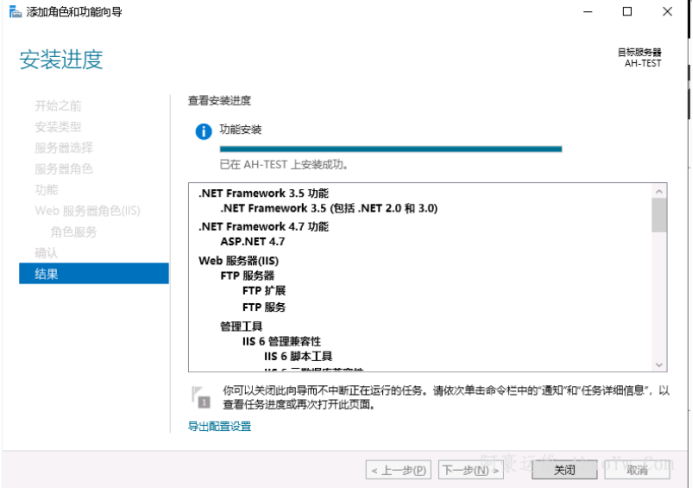 添加角色和功能向导
安装进度
目标服务器
AH-TEST
开始之前
安装类型
服务器选择
服务器角色
功能
Web 服务器角色(IIS)
角色服务
确认
结果
查看安装进度
功能安装
已在 AH-TEST 上安装成功。
.NET Framework 3.5 功能
.NET Framework 3.5 (包括 .NET 2.0 和 3.0)
.NET Framework 4.7 功能
ASP.NET 4.7
Web 服务器(IIS)
FTP 服务器
FTP 扩展
FTP 服务
管理工具
IIS 6 管理兼容性
IIS 6 脚本工具
IIS 6 元数据库兼容性
1
你可以关闭此向导而不中断正在运行的任务。请依次单击命令栏中的“通知”和“任务详细信息”，以
查看任务进度或再次打开此页面。
导出配置设置
< 上一步(P)
下一步(N) >
关闭
取消